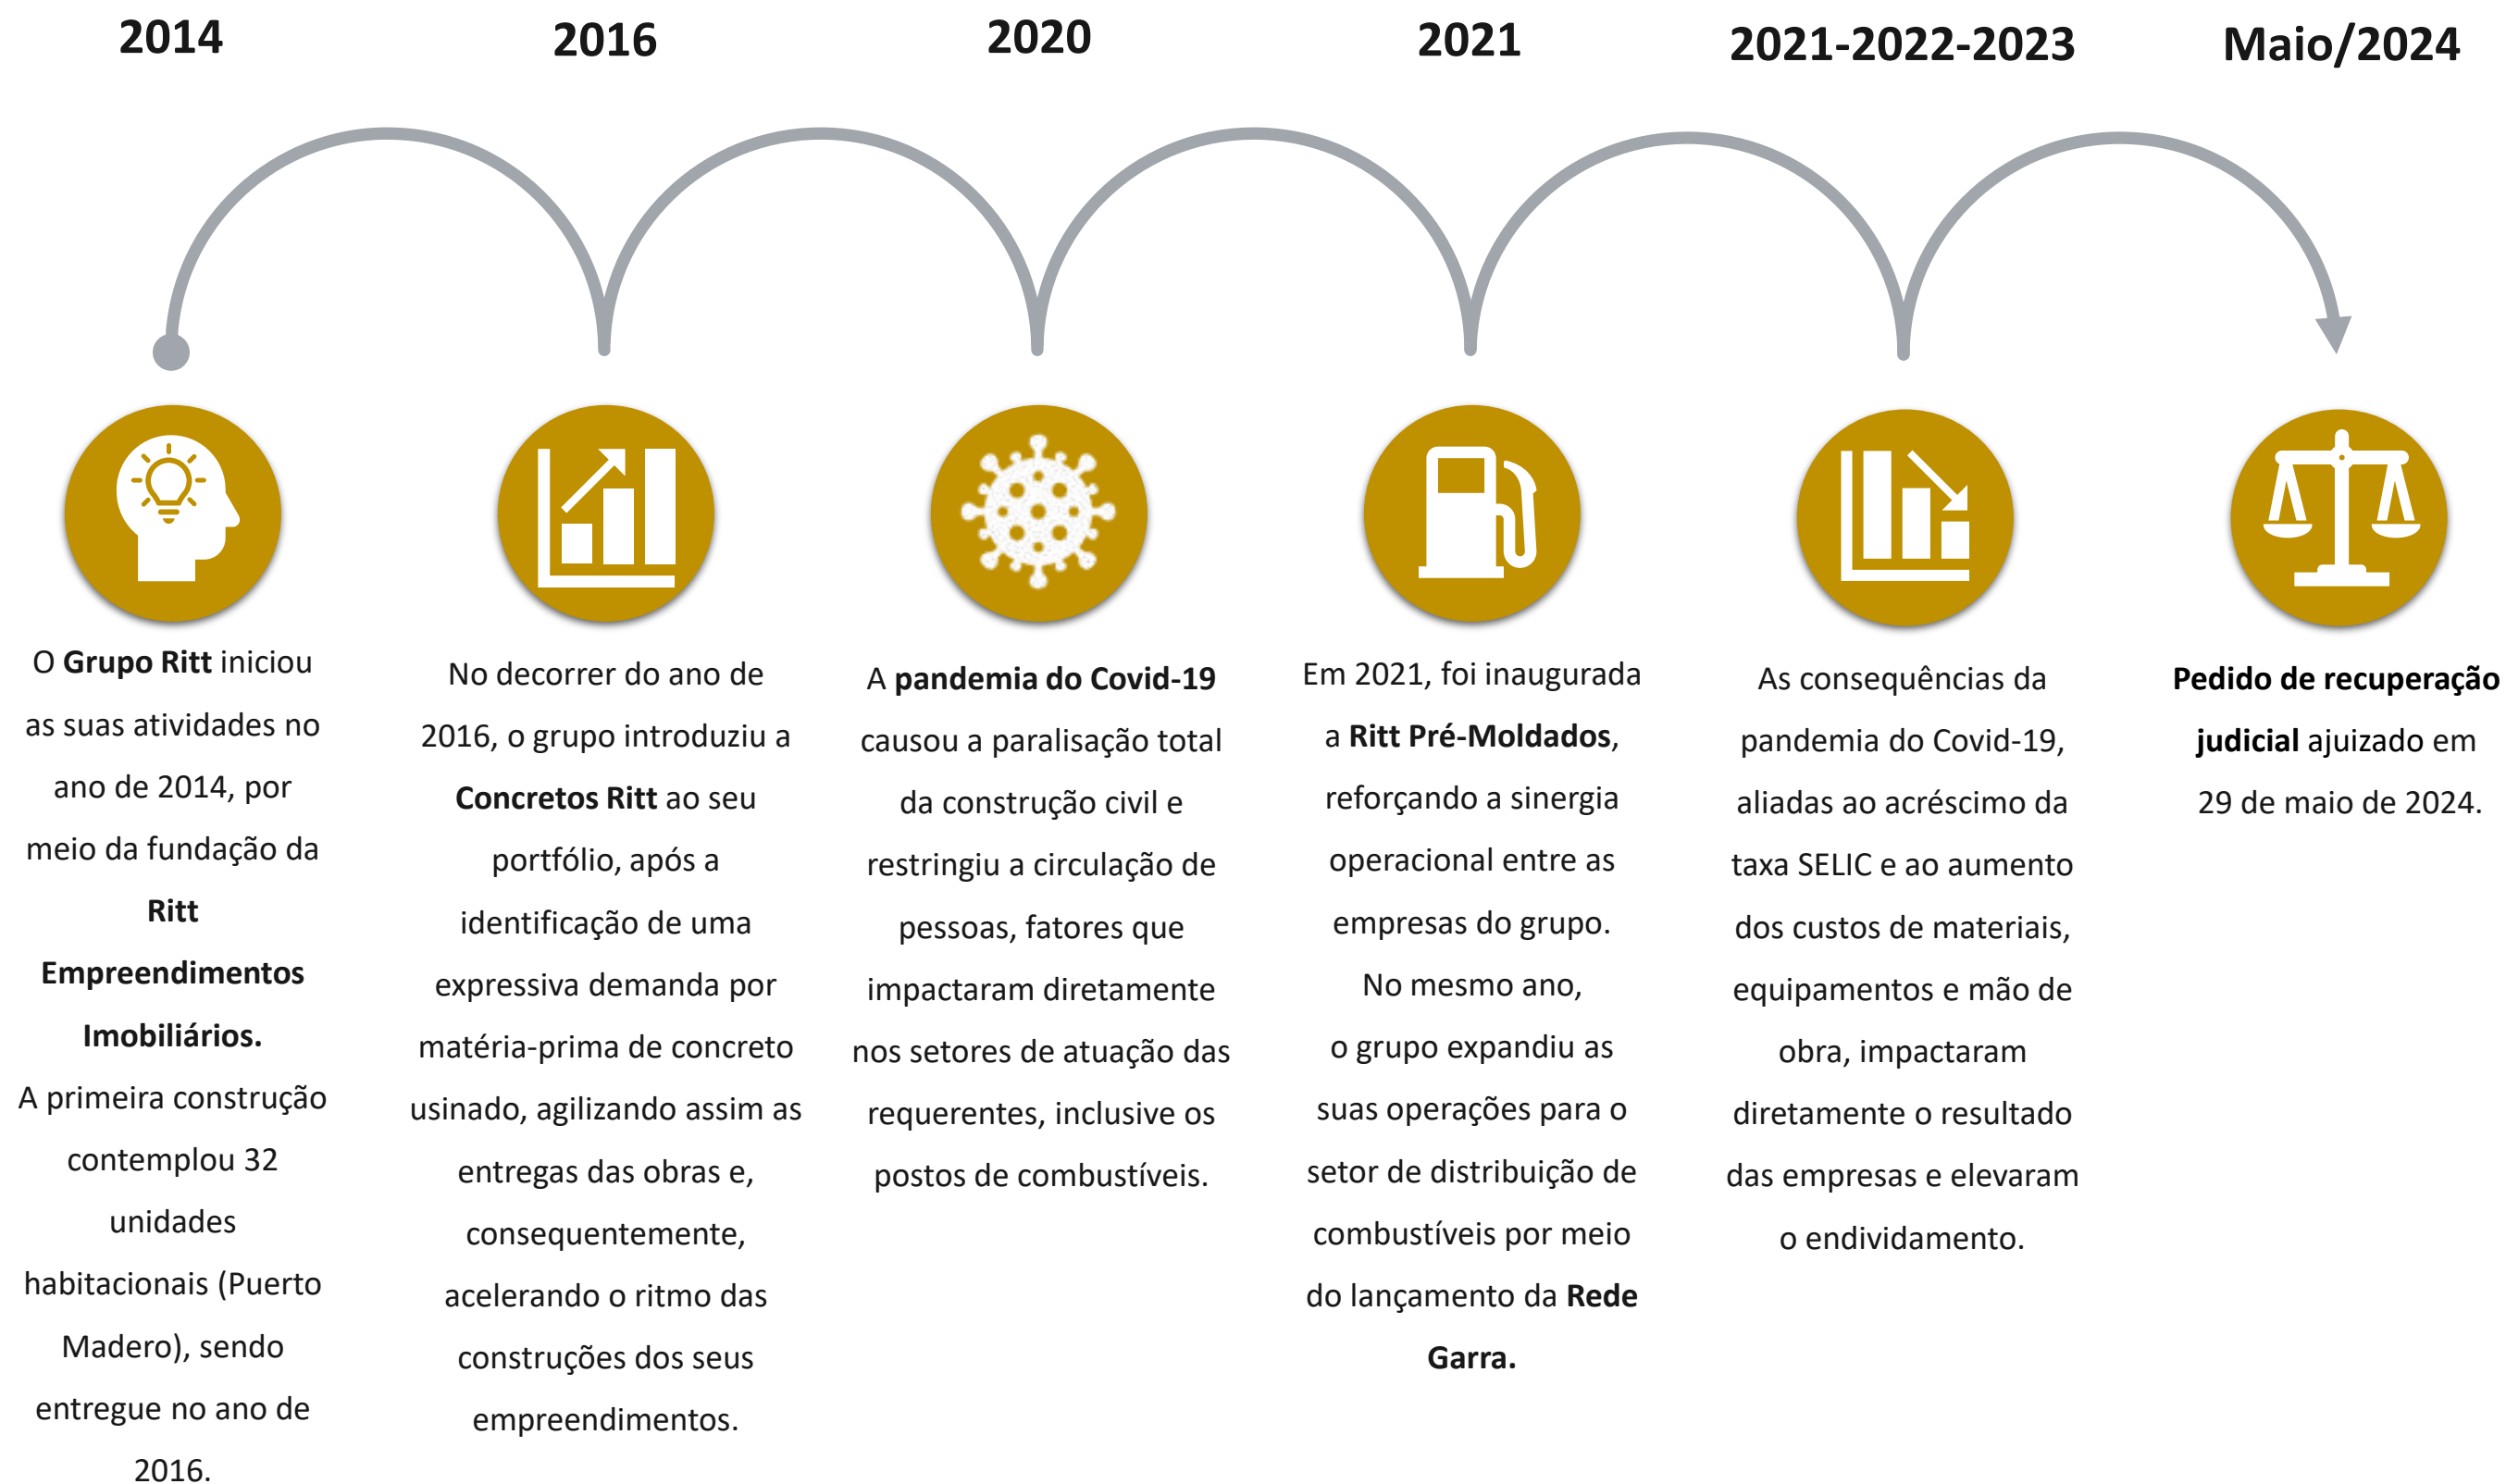 2014
O Grupo Ritt iniciou
as suas atividades no
ano de 2014, por
meio da fundação da
Ritt
Empreendimentos
Imobiliários.
A primeira construção
contemplou 32
unidades
habitacionais (Puerto
Madero), sendo
entregue no ano de
2016.
2016
No decorrer do ano de
2016, o grupo introduziu a
Concretos Ritt ao seu
portfólio, após a
identificação de uma
expressiva demanda por
matéria-prima de concreto
usinado, agilizando assim as
entregas das obras e,
consequentemente,
acelerando o ritmo das
construções dos seus
empreendimentos.
2020
A pandemia do Covid-19
causou a paralisação total
da construção civil e
restringiu a circulação de
pessoas, fatores que
impactaram diretamente
nos setores de atuação das
requerentes, inclusive os
postos de combustíveis.
2021
Em 2021, foi inaugurada
a Ritt Pré-Moldados,
reforçando a sinergia
operacional entre as
empresas do grupo.
No mesmo ano,
o grupo expandiu as
suas operações para o
setor de distribuição de
combustíveis por meio
do lançamento da Rede
Garra.
2021-2022-2023
As consequências da
pandemia do Covid-19,
aliadas ao acréscimo da
taxa SELIC e ao aumento
dos custos de materiais,
equipamentos e mão de
obra, impactaram
diretamente o resultado
das empresas e elevaram
o endividamento.
Maio/2024
Pedido de recuperação
judicial ajuizado em
29 de maio de 2024.